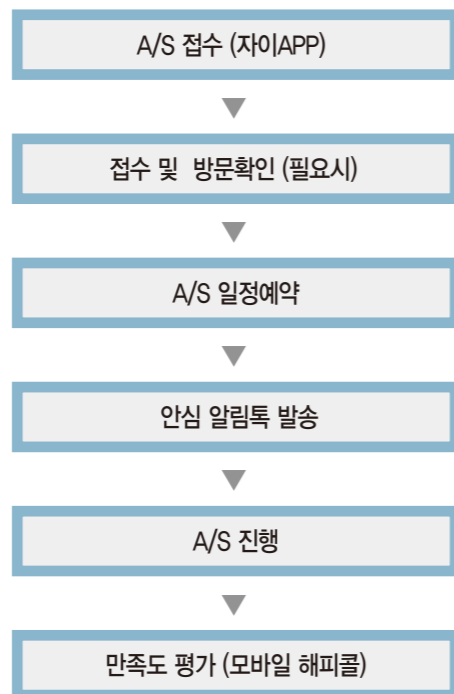 A/S 접수 (자이APP)
접수 및 방문확인 (필요시)
A/S 일정예약
안심 알림톡 발송
A/S 진행
만족도 평가 (모바일 해피콜)